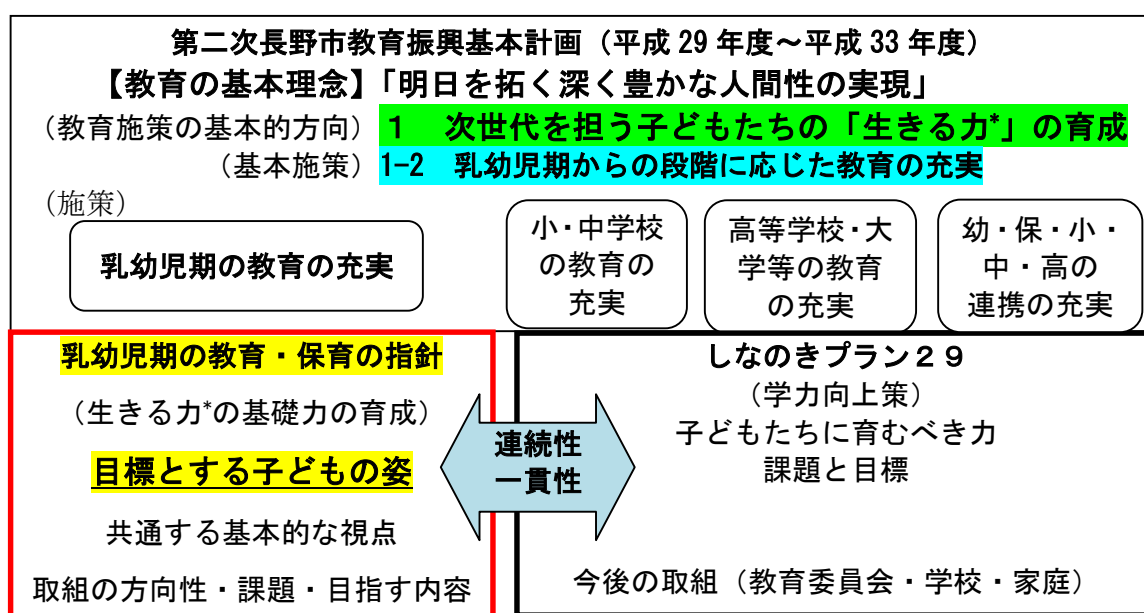 第二次長野市教育振興基本計画（平成 29 年度～平成 33 年度）
【教育の基本理念】「明日を拓く深く豊かな人間性の実現」
（教育施策の基本的方向）１　次世代を担う子どもたちの「生きる力*」の育成
（基本施策）1-2　乳幼児期からの段階に応じた教育の充実
（施策）
乳幼児期の教育の充実
小・中学校
の教育の
充実
高等学校・大
学等の教育
の充実
幼・保・小・
中・高の
連携の充実
乳幼児期の教育・保育の指針
（生きる力*の基礎力の育成）
目標とする子どもの姿
共通する基本的な視点
取組の方向性・課題・目指す内容
連続性
一貫性
しなのきプラン２９
（学力向上策）
子どもたちに育むべき力
課題と目標
今後の取組（教育委員会・学校・家庭）